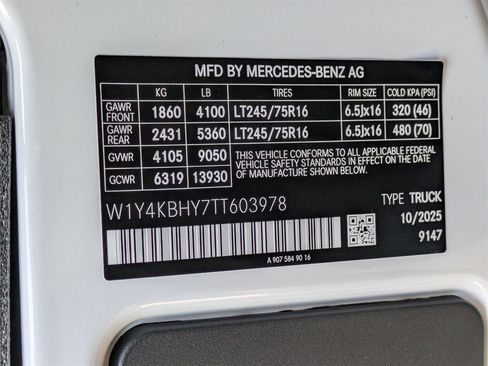 MFD BY MERCEDES-BENZ AG
KG LB TIRES RIM SIZE COLD KPA (PSI)
GAWR FRONT 1860 4100 LT245/75R16 6.5Jx16 320 (46)
GAWR REAR 2431 5360 LT245/75R16 6.5Jx16 480 (70)
GVWR 4105 9050 THIS VEHICLE CONFORMS TO ALL APPLICABLE FEDERAL
GCWR 6319 13930 VEHICLE SAFETY STANDARDS IN EFFECT ON THE DATE
OF MANUFACTURE SHOWN ABOVE.
W1Y4KBHY7TT603978 TYPE TRUCK
10/2025
9147
A 907 584 90 16